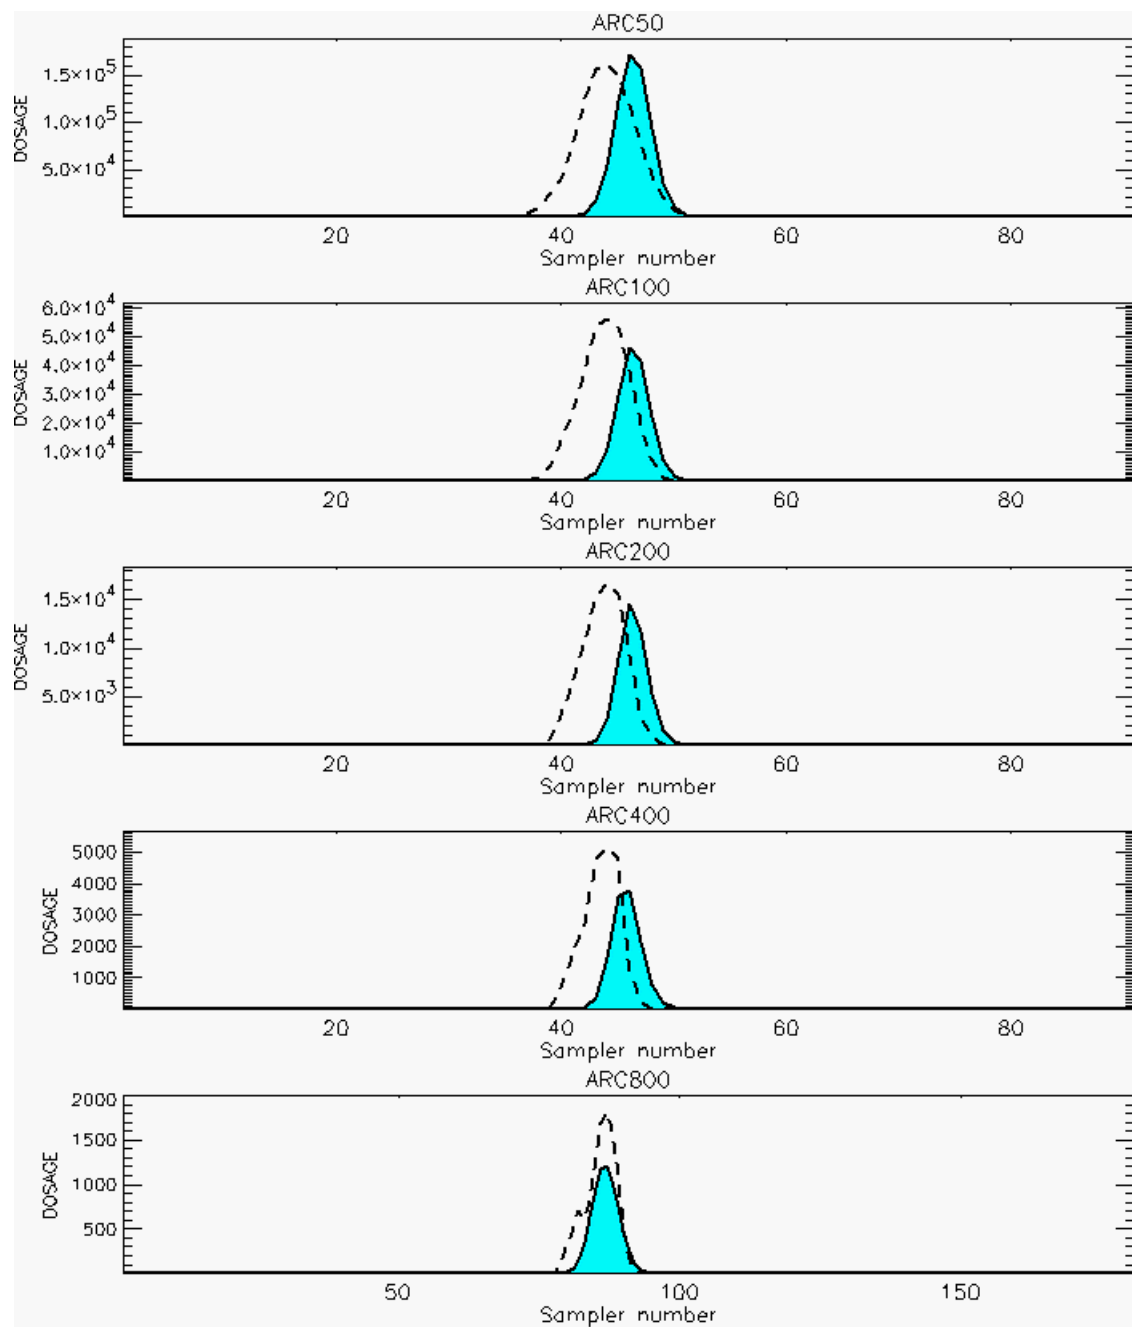 ARC50
DOSAGE
1.5×10⁵
1.0×10⁵
5.0×10⁴
20 40 60 80
Sampler number
ARC100
DOSAGE
6.0×10⁴
5.0×10⁴
4.0×10⁴
3.0×10⁴
2.0×10⁴
1.0×10⁴
20 40 60 80
Sampler number
ARC200
DOSAGE
1.5×10⁴
1.0×10⁴
5.0×10³
20 40 60 80
Sampler number
ARC400
DOSAGE
5000
4000
3000
2000
1000
20 40 60 80
Sampler number
ARC800
DOSAGE
2000
1500
1000
500
50 100 150
Sampler number